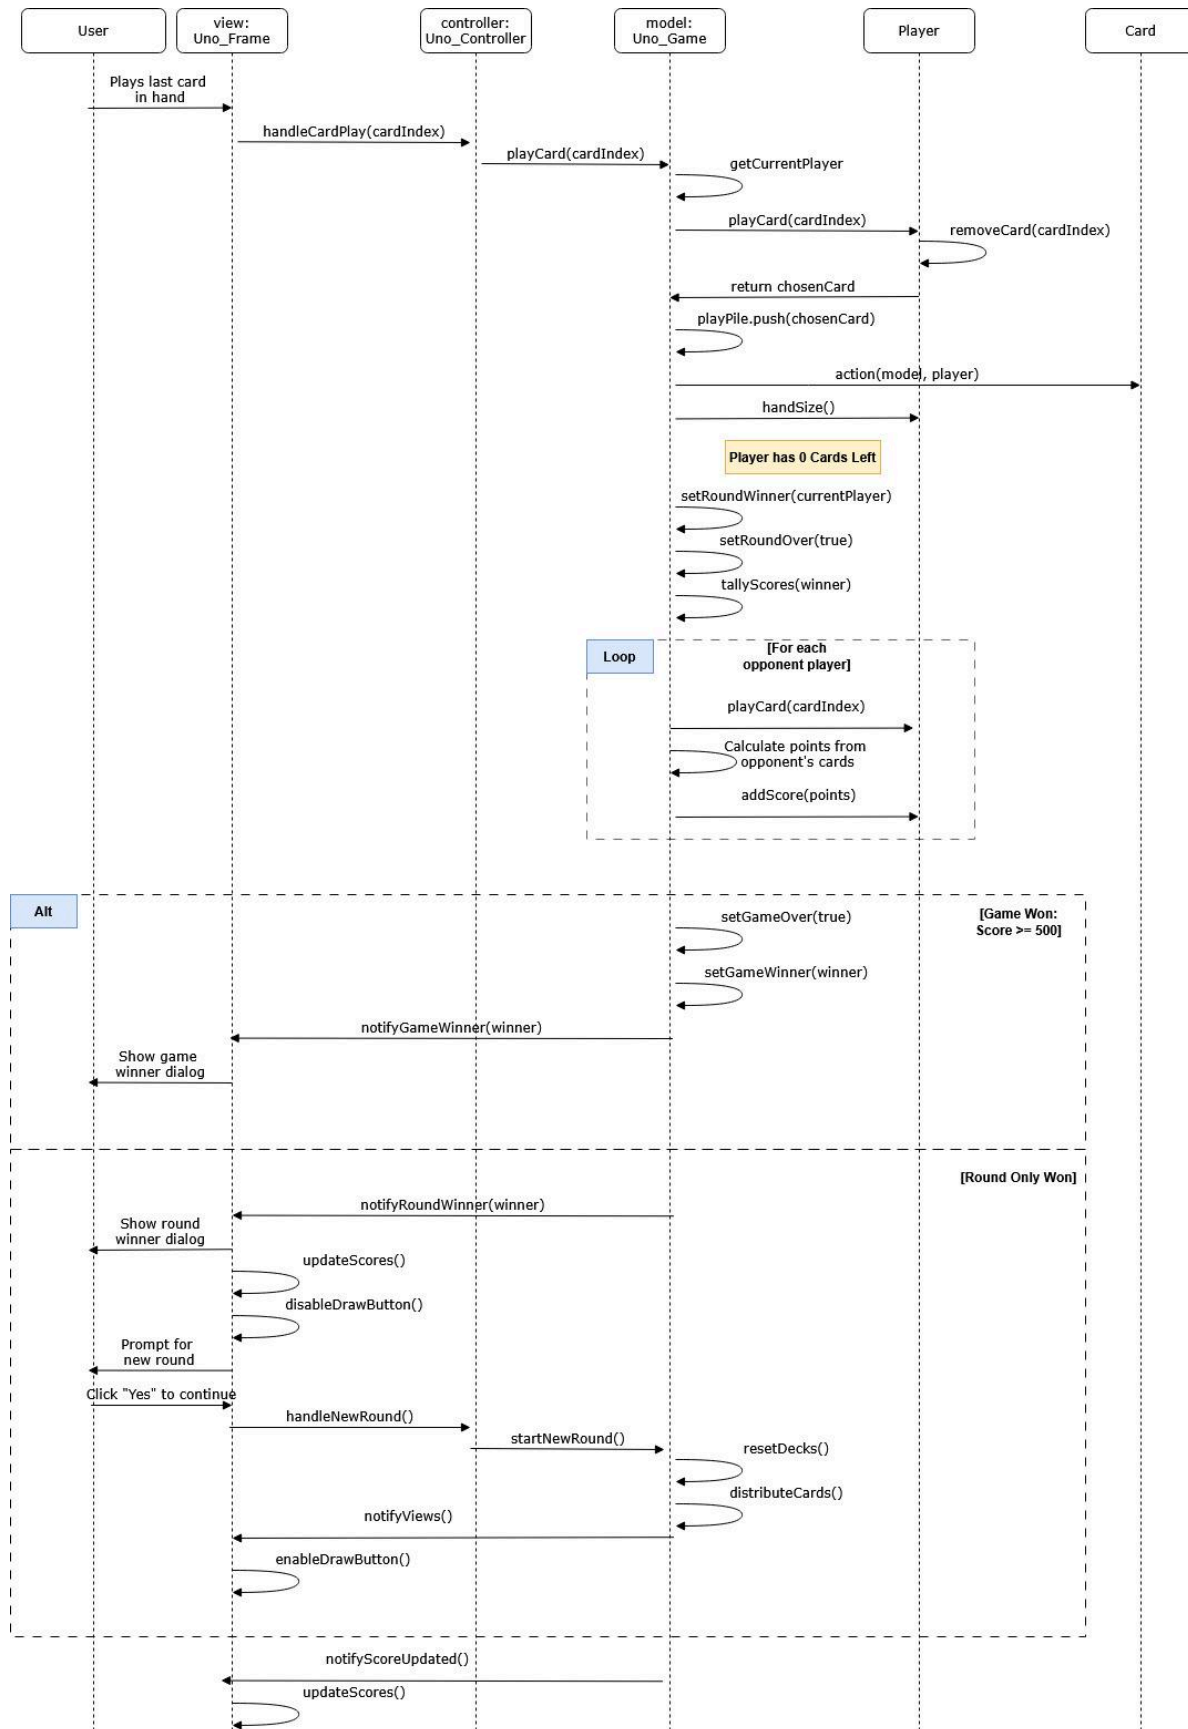 User
view:
Uno_Frame
controller:
Uno_Controller
model:
Uno_Game
Player
Card
Plays last card
in hand
handleCardPlay(cardIndex)
playCard(cardIndex)
getCurrentPlayer
playCard(cardIndex)
removeCard(cardIndex)
return chosenCard
playPile.push(chosenCard)
action(model, player)
handSize()
Player has 0 Cards Left
setRoundWinner(currentPlayer)
setRoundOver(true)
tallyScores(winner)
Loop
[For each
opponent player]
playCard(cardIndex)
Calculate points from
opponent's cards
addScore(points)
Alt
[Game Won:
Score >= 500]
setGameOver(true)
setGameWinner(winner)
notifyGameWinner(winner)
Show game
winner dialog
[Round Only Won]
notifyRoundWinner(winner)
Show round
winner dialog
updateScores()
disableDrawButton()
Prompt for
new round
Click "Yes" to continue
handleNewRound()
startNewRound()
resetDecks()
distributeCards()
notifyViews()
enableDrawButton()
notifyScoreUpdated()
updateScores()